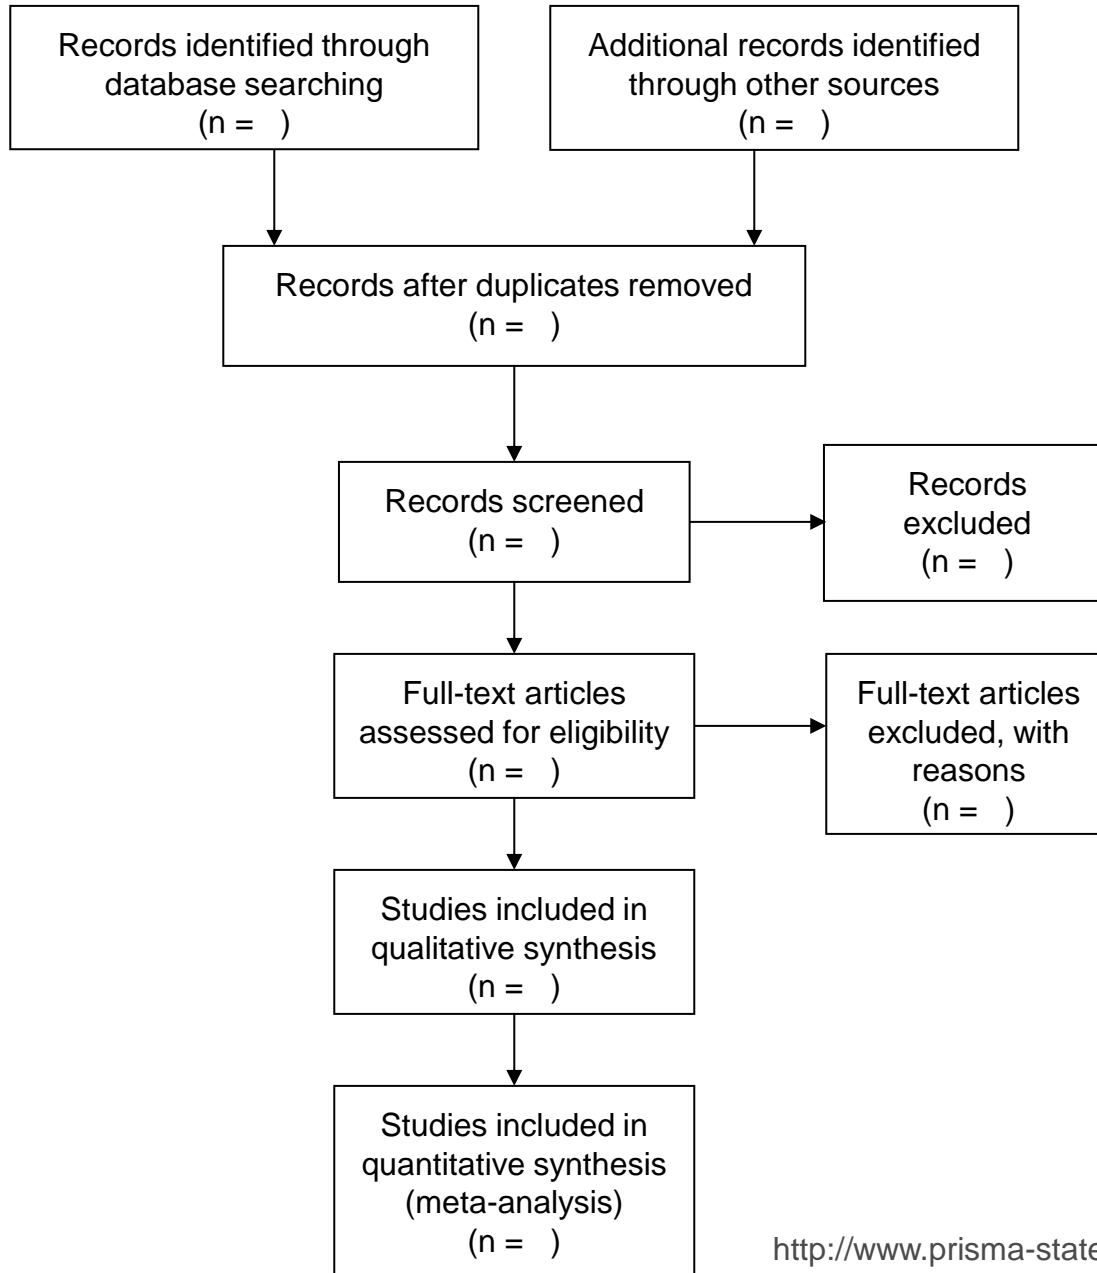 Records identified through
database searching
(n =   )
Additional records identified
through other sources
(n =   )
Records after duplicates removed
(n =   )
Records screened
(n =   )
Records
excluded
(n =   )
Full-text articles
assessed for eligibility
(n =   )
Full-text articles
excluded, with
reasons
(n =   )
Studies included in
qualitative synthesis
(n =   )
Studies included in
quantitative synthesis
(meta-analysis)
(n =   )
http://www.prisma-state